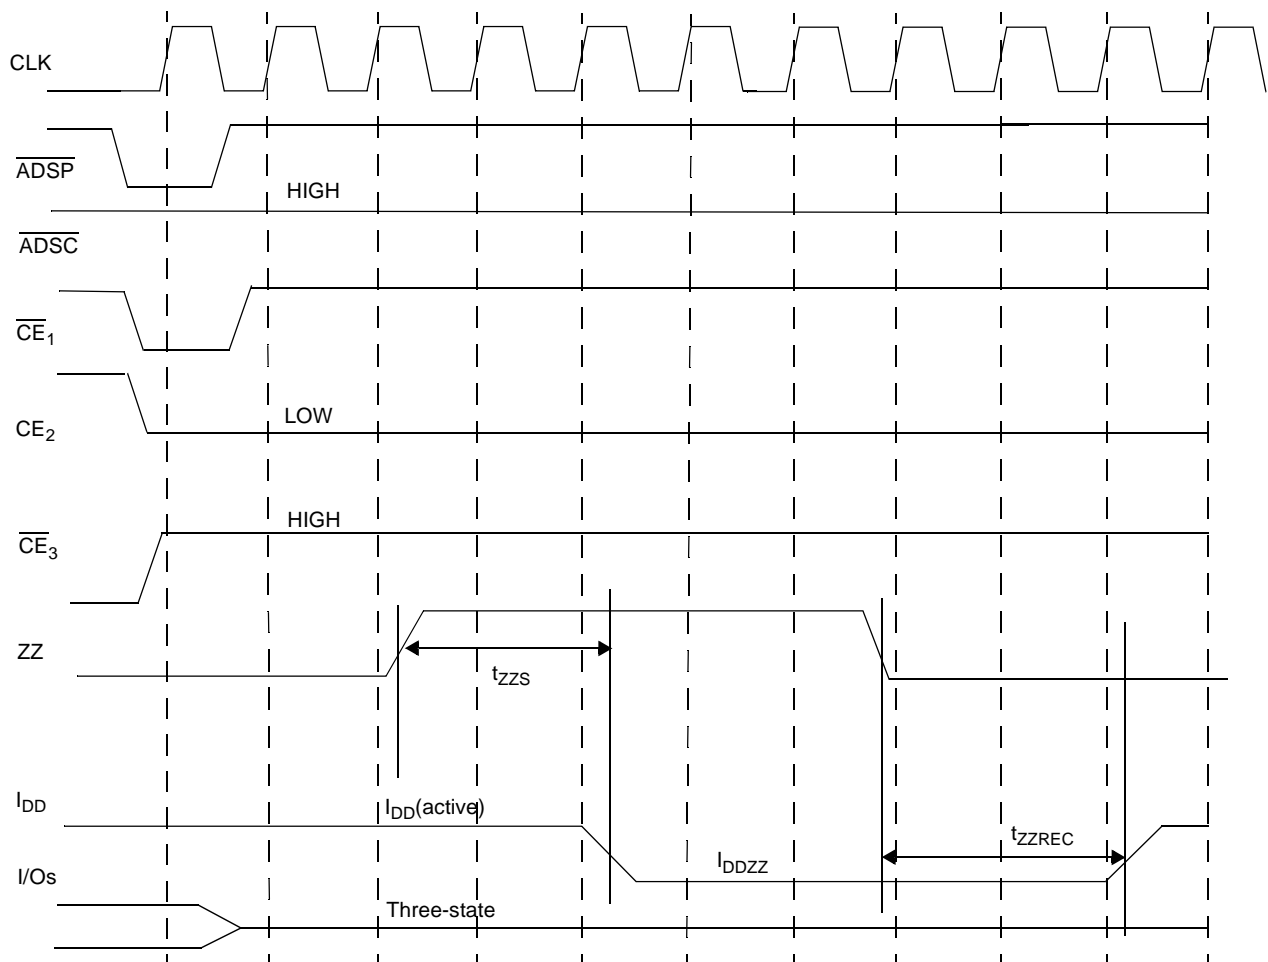 CLK
ADSP
HIGH
ADSC
CE1
LOW
CE2
HIGH
CE3
ZZ
tZZS
IDD
IDD(active)
tZZREC
IDDZZ
I/Os
Three-state